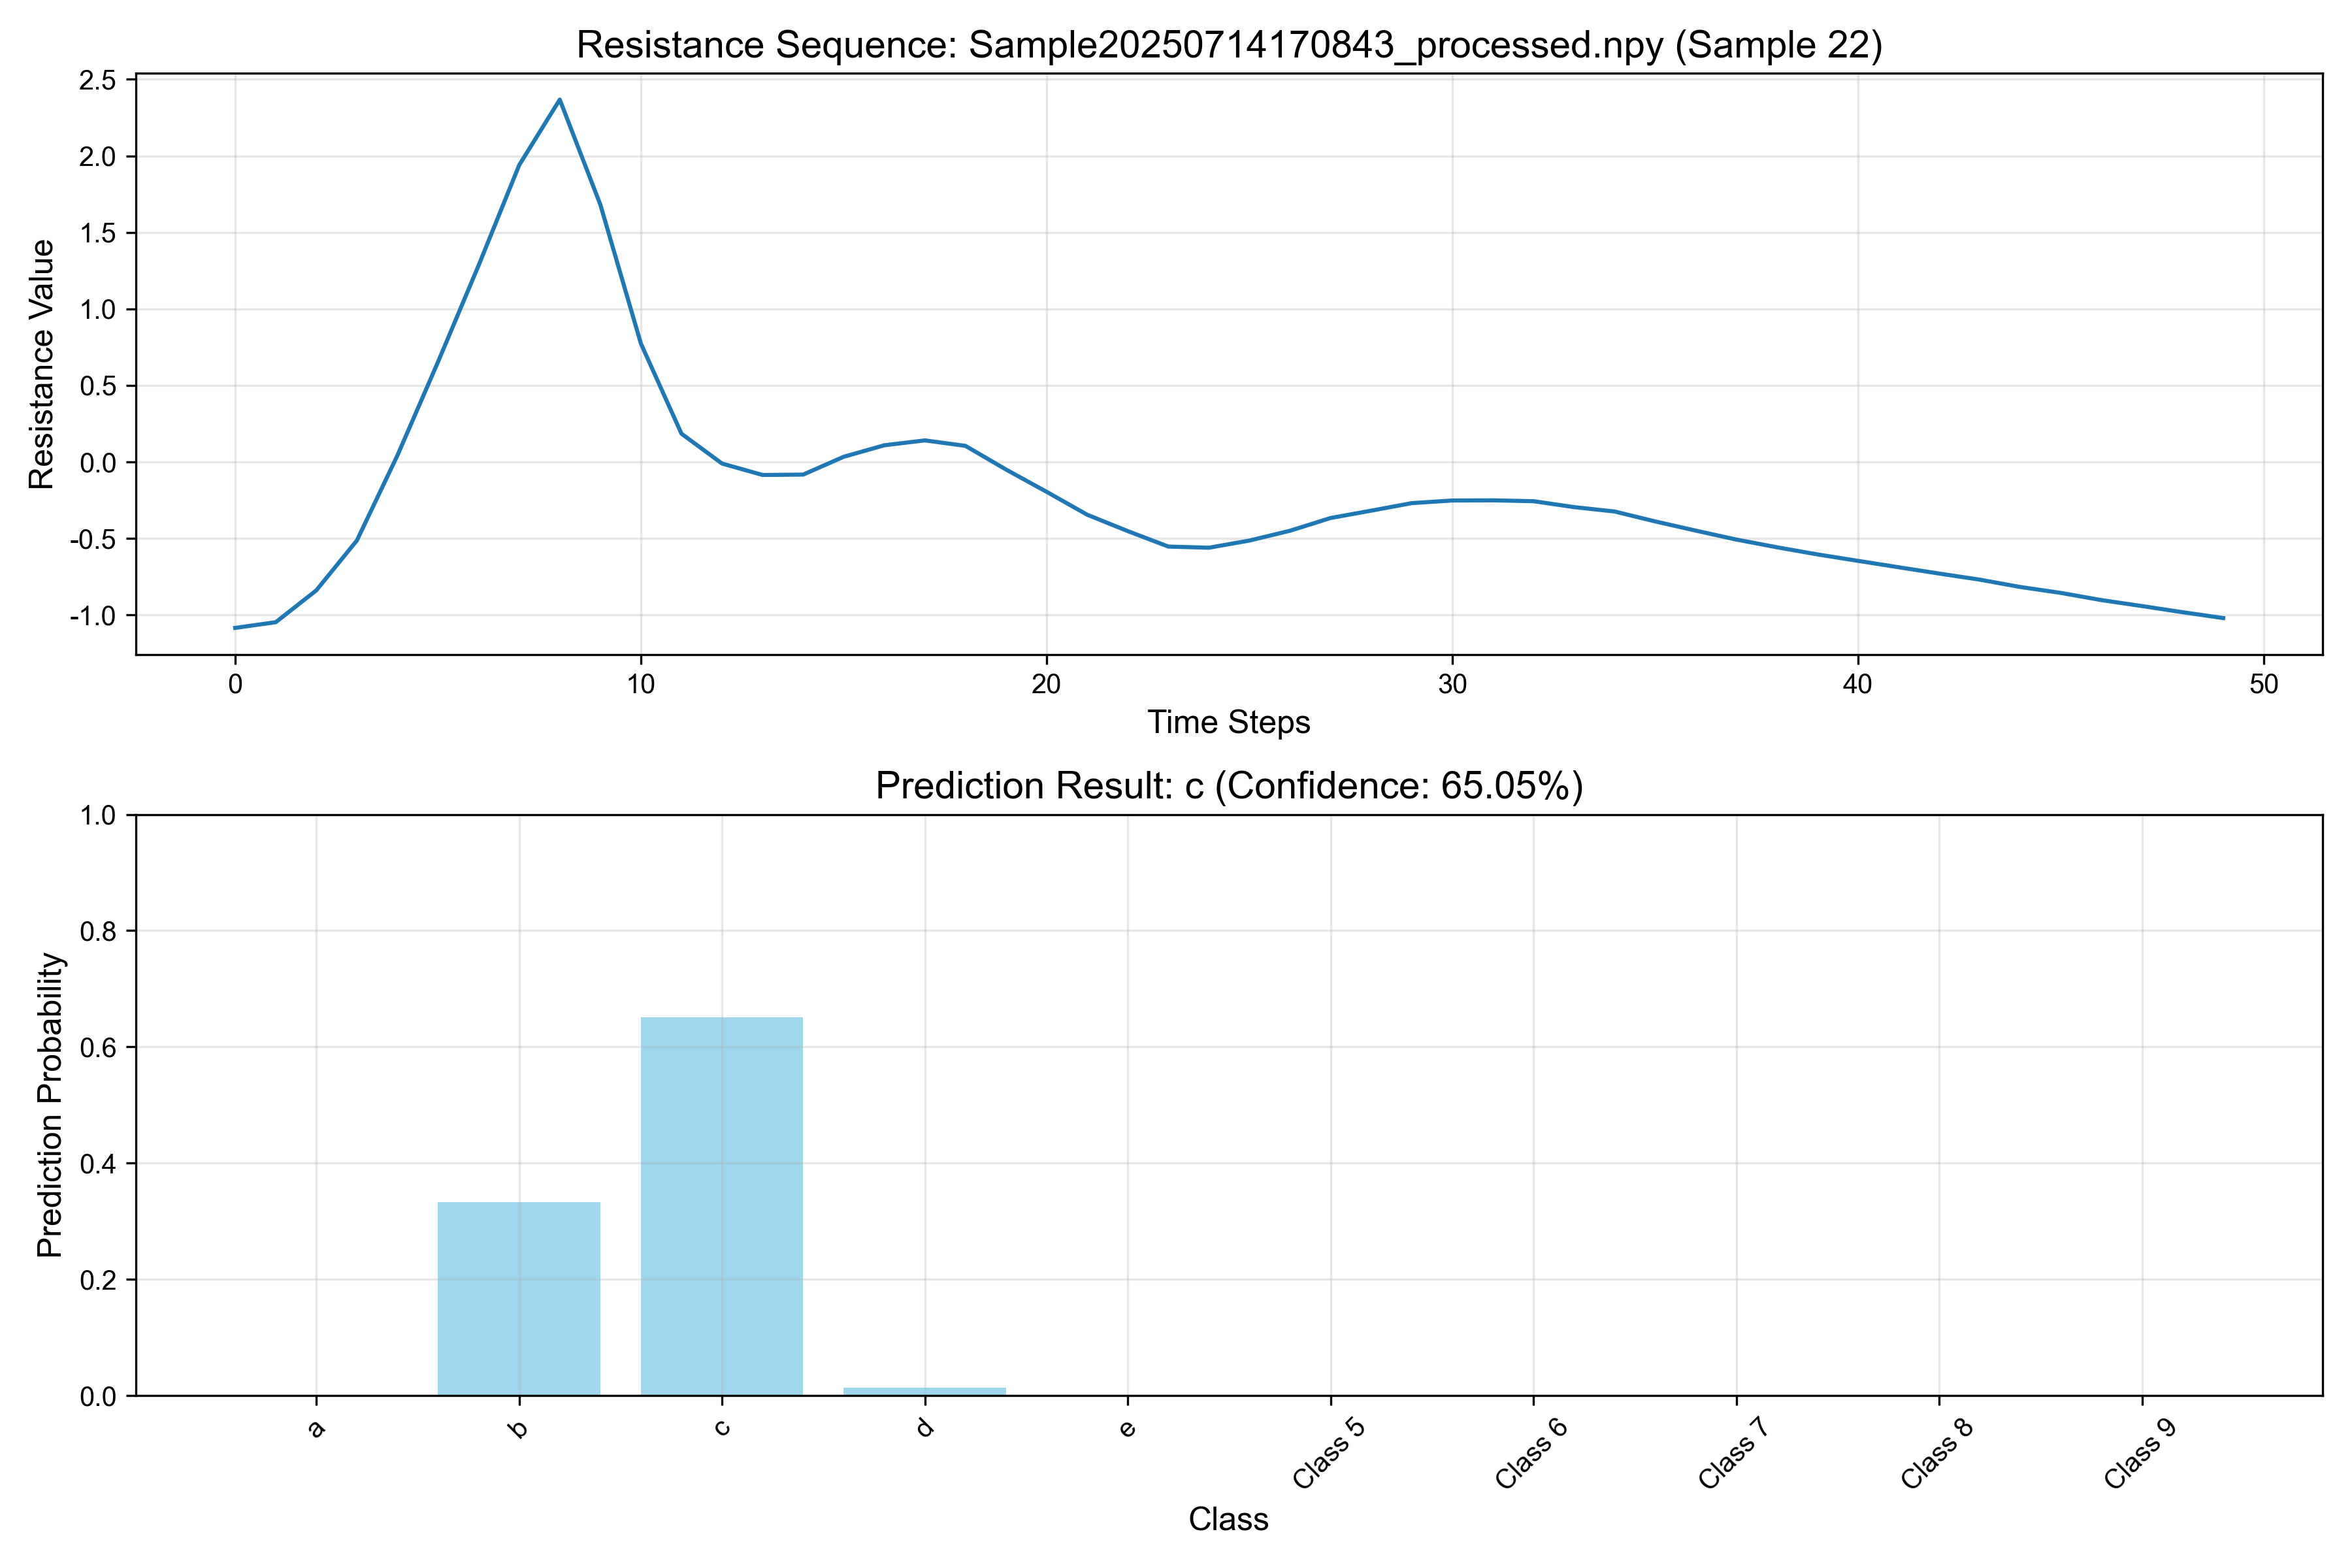 Resistance Sequence: Sample20250714170843_processed.npy (Sample 22)
Resistance Value
2.5
2.0
1.5
1.0
0.5
0.0
-0.5
-1.0
0 10 20 30 40 50
Time Steps
Prediction Result: c (Confidence: 65.05%)
Prediction Probability
1.0
0.8
0.6
0.4
0.2
0.0
a b c d e Class 5 Class 6 Class 7 Class 8 Class 9
Class